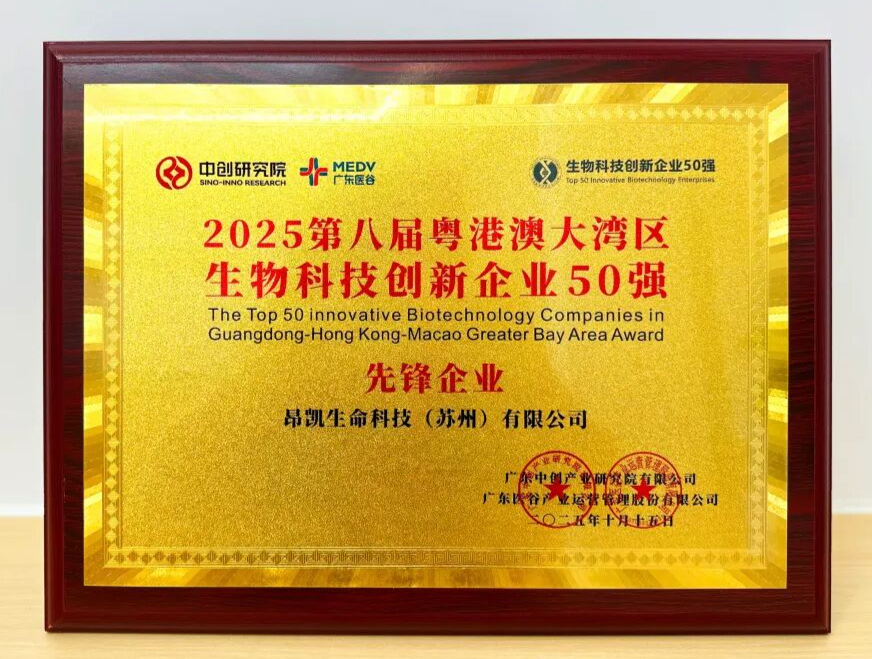 中创研究院
SINO-INNO RESEARCH
MEDV
广东医谷
生物科技创新企业50强
Top 50 Innovative Biotechnology Enterprises
2025第八届粤港澳大湾区
生物科技创新企业50强
The Top 50 innovative Biotechnology Companies in
Guangdong-Hong Kong-Macao Greater Bay Area Award
先锋企业
昂凯生命科技（苏州）有限公司
广东中创产业研究院有限公司
广东医谷产业运营管理股份有限公司
二〇二五年十月十五日